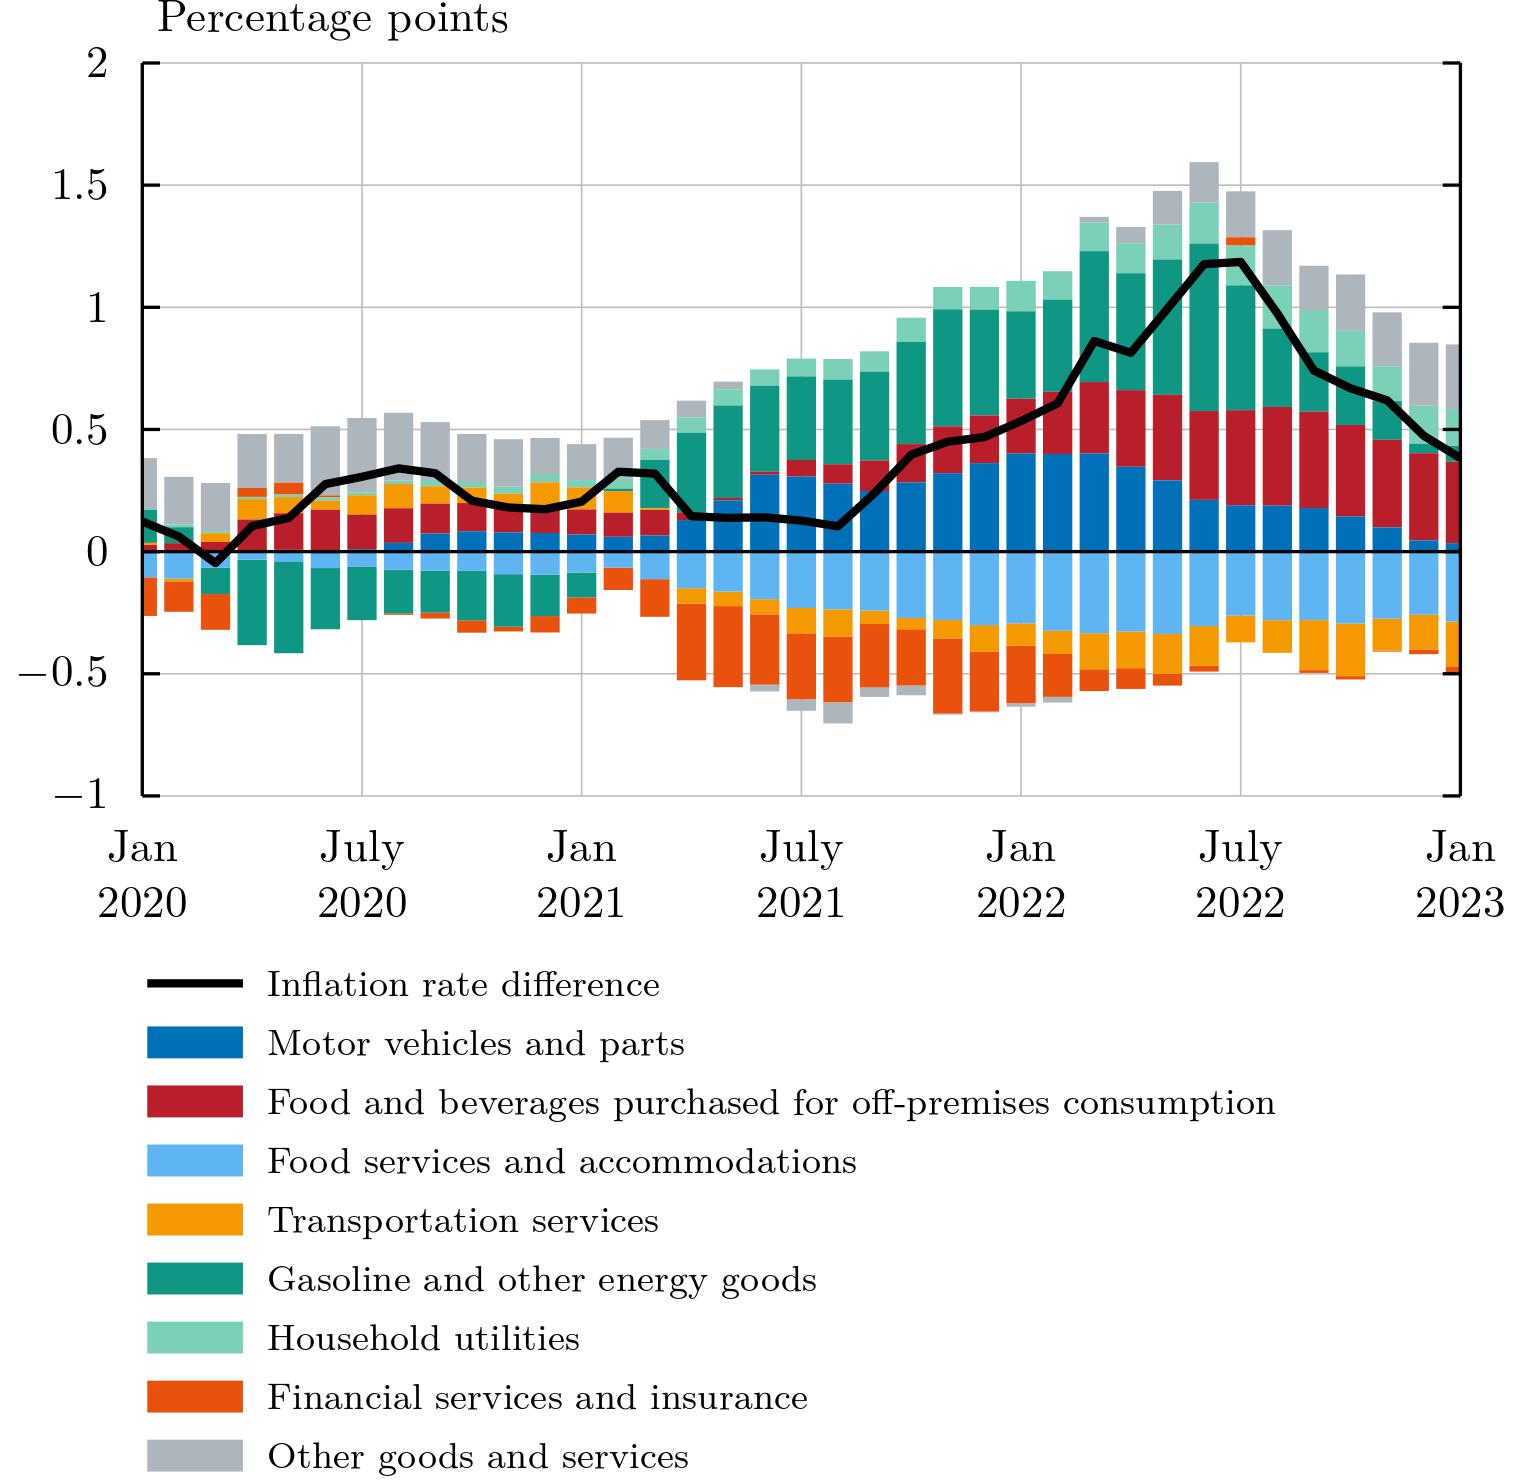 Percentage points
2
1.5
1
0.5
0
−0.5
−1
Jan July Jan July Jan July Jan
2020 2020 2021 2021 2022 2022 2023
Inflation rate difference
Motor vehicles and parts
Food and beverages purchased for off-premises consumption
Food services and accommodations
Transportation services
Gasoline and other energy goods
Household utilities
Financial services and insurance
Other goods and services